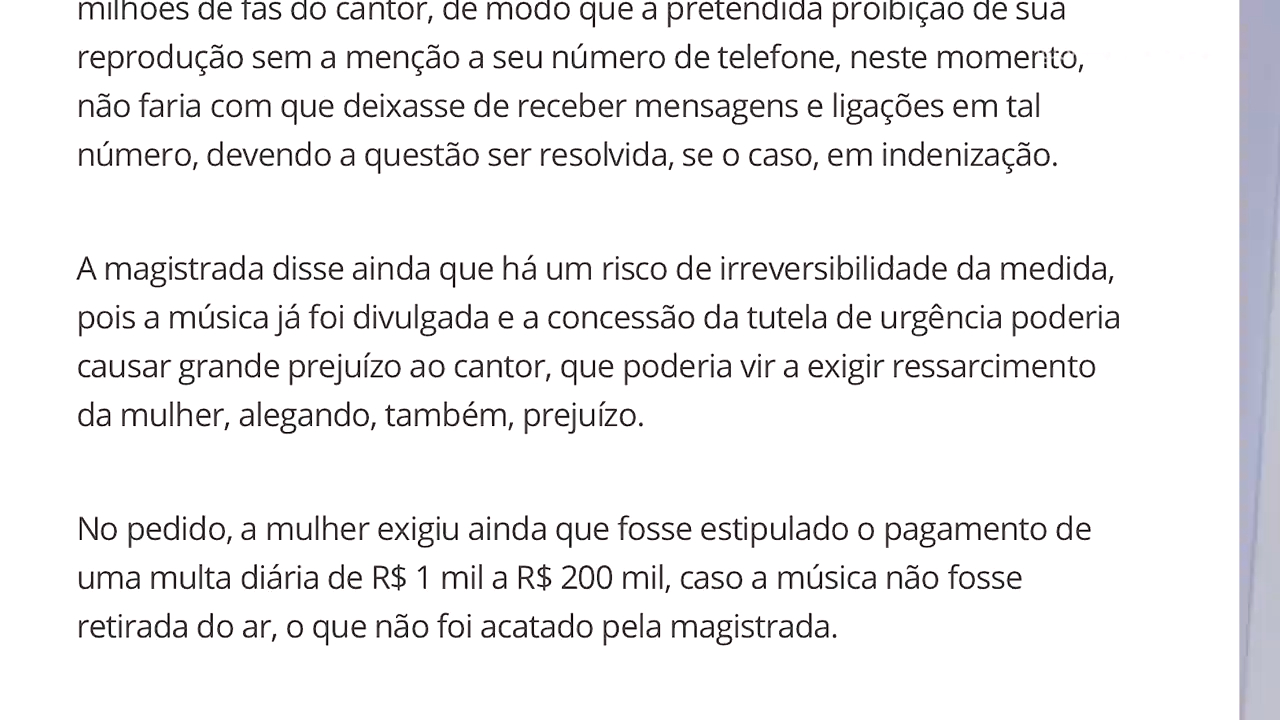 milhões de fãs do cantor, de modo que a pretendida proibição de sua
reprodução sem a menção a seu número de telefone, neste momento,
não faria com que deixasse de receber mensagens e ligações em tal
número, devendo a questão ser resolvida, se o caso, em indenização.
A magistrada disse ainda que há um risco de irreversibilidade da medida,
pois a música já foi divulgada e a concessão da tutela de urgência poderia
causar grande prejuízo ao cantor, que poderia vir a exigir ressarcimento
da mulher, alegando, também, prejuízo.
No pedido, a mulher exigiu ainda que fosse estipulado o pagamento de
uma multa diária de R$ 1 mil a R$ 200 mil, caso a música não fosse
retirada do ar, o que não foi acatado pela magistrada.